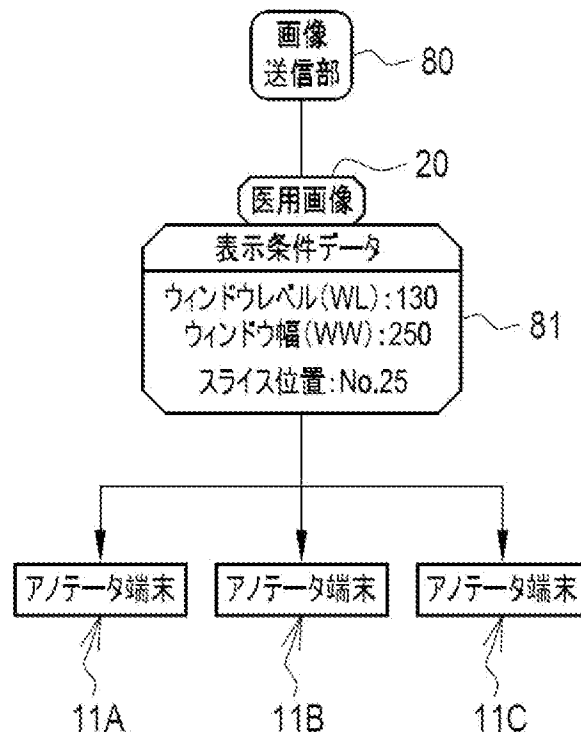 画像
送信部
80
20
医用画像
表示条件データ
ウィンドウレベル(WL):130
ウィンドウ幅(WW):250
81
スライス位置:No.25
アノテータ端末 アノテータ端末 アノテータ端末
11A 11B 11C